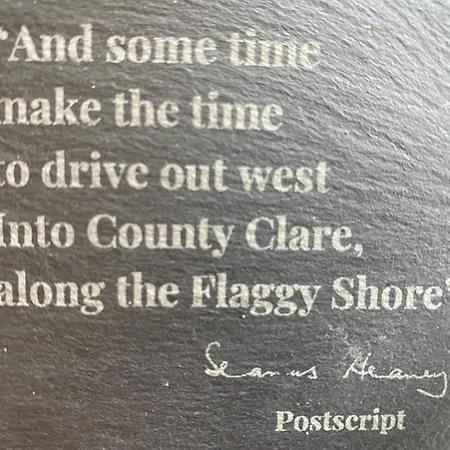 “And some time
make the time
to drive out west
Into County Clare,
along the Flaggy Shore”
Seamus Heaney
Postscript